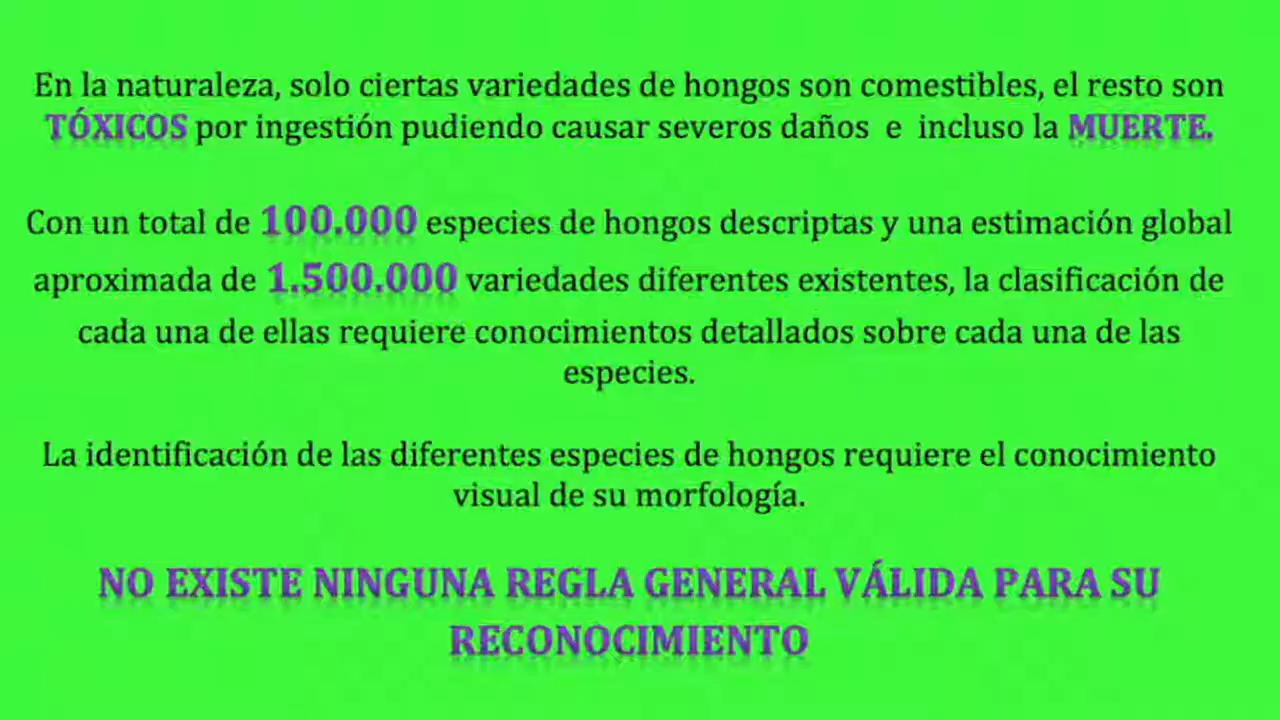 En la naturaleza, solo ciertas variedades de hongos son comestibles, el resto son
TÓXICOS por ingestión pudiendo causar severos daños e incluso la MUERTE.
Con un total de 100.000 especies de hongos descriptas y una estimación global
aproximada de 1.500.000 variedades diferentes existentes, la clasificación de
cada una de ellas requiere conocimientos detallados sobre cada una de las
especies.
La identificación de las diferentes especies de hongos requiere el conocimiento
visual de su morfología.
NO EXISTE NINGUNA REGLA GENERAL VÁLIDA PARA SU
RECONOCIMIENTO